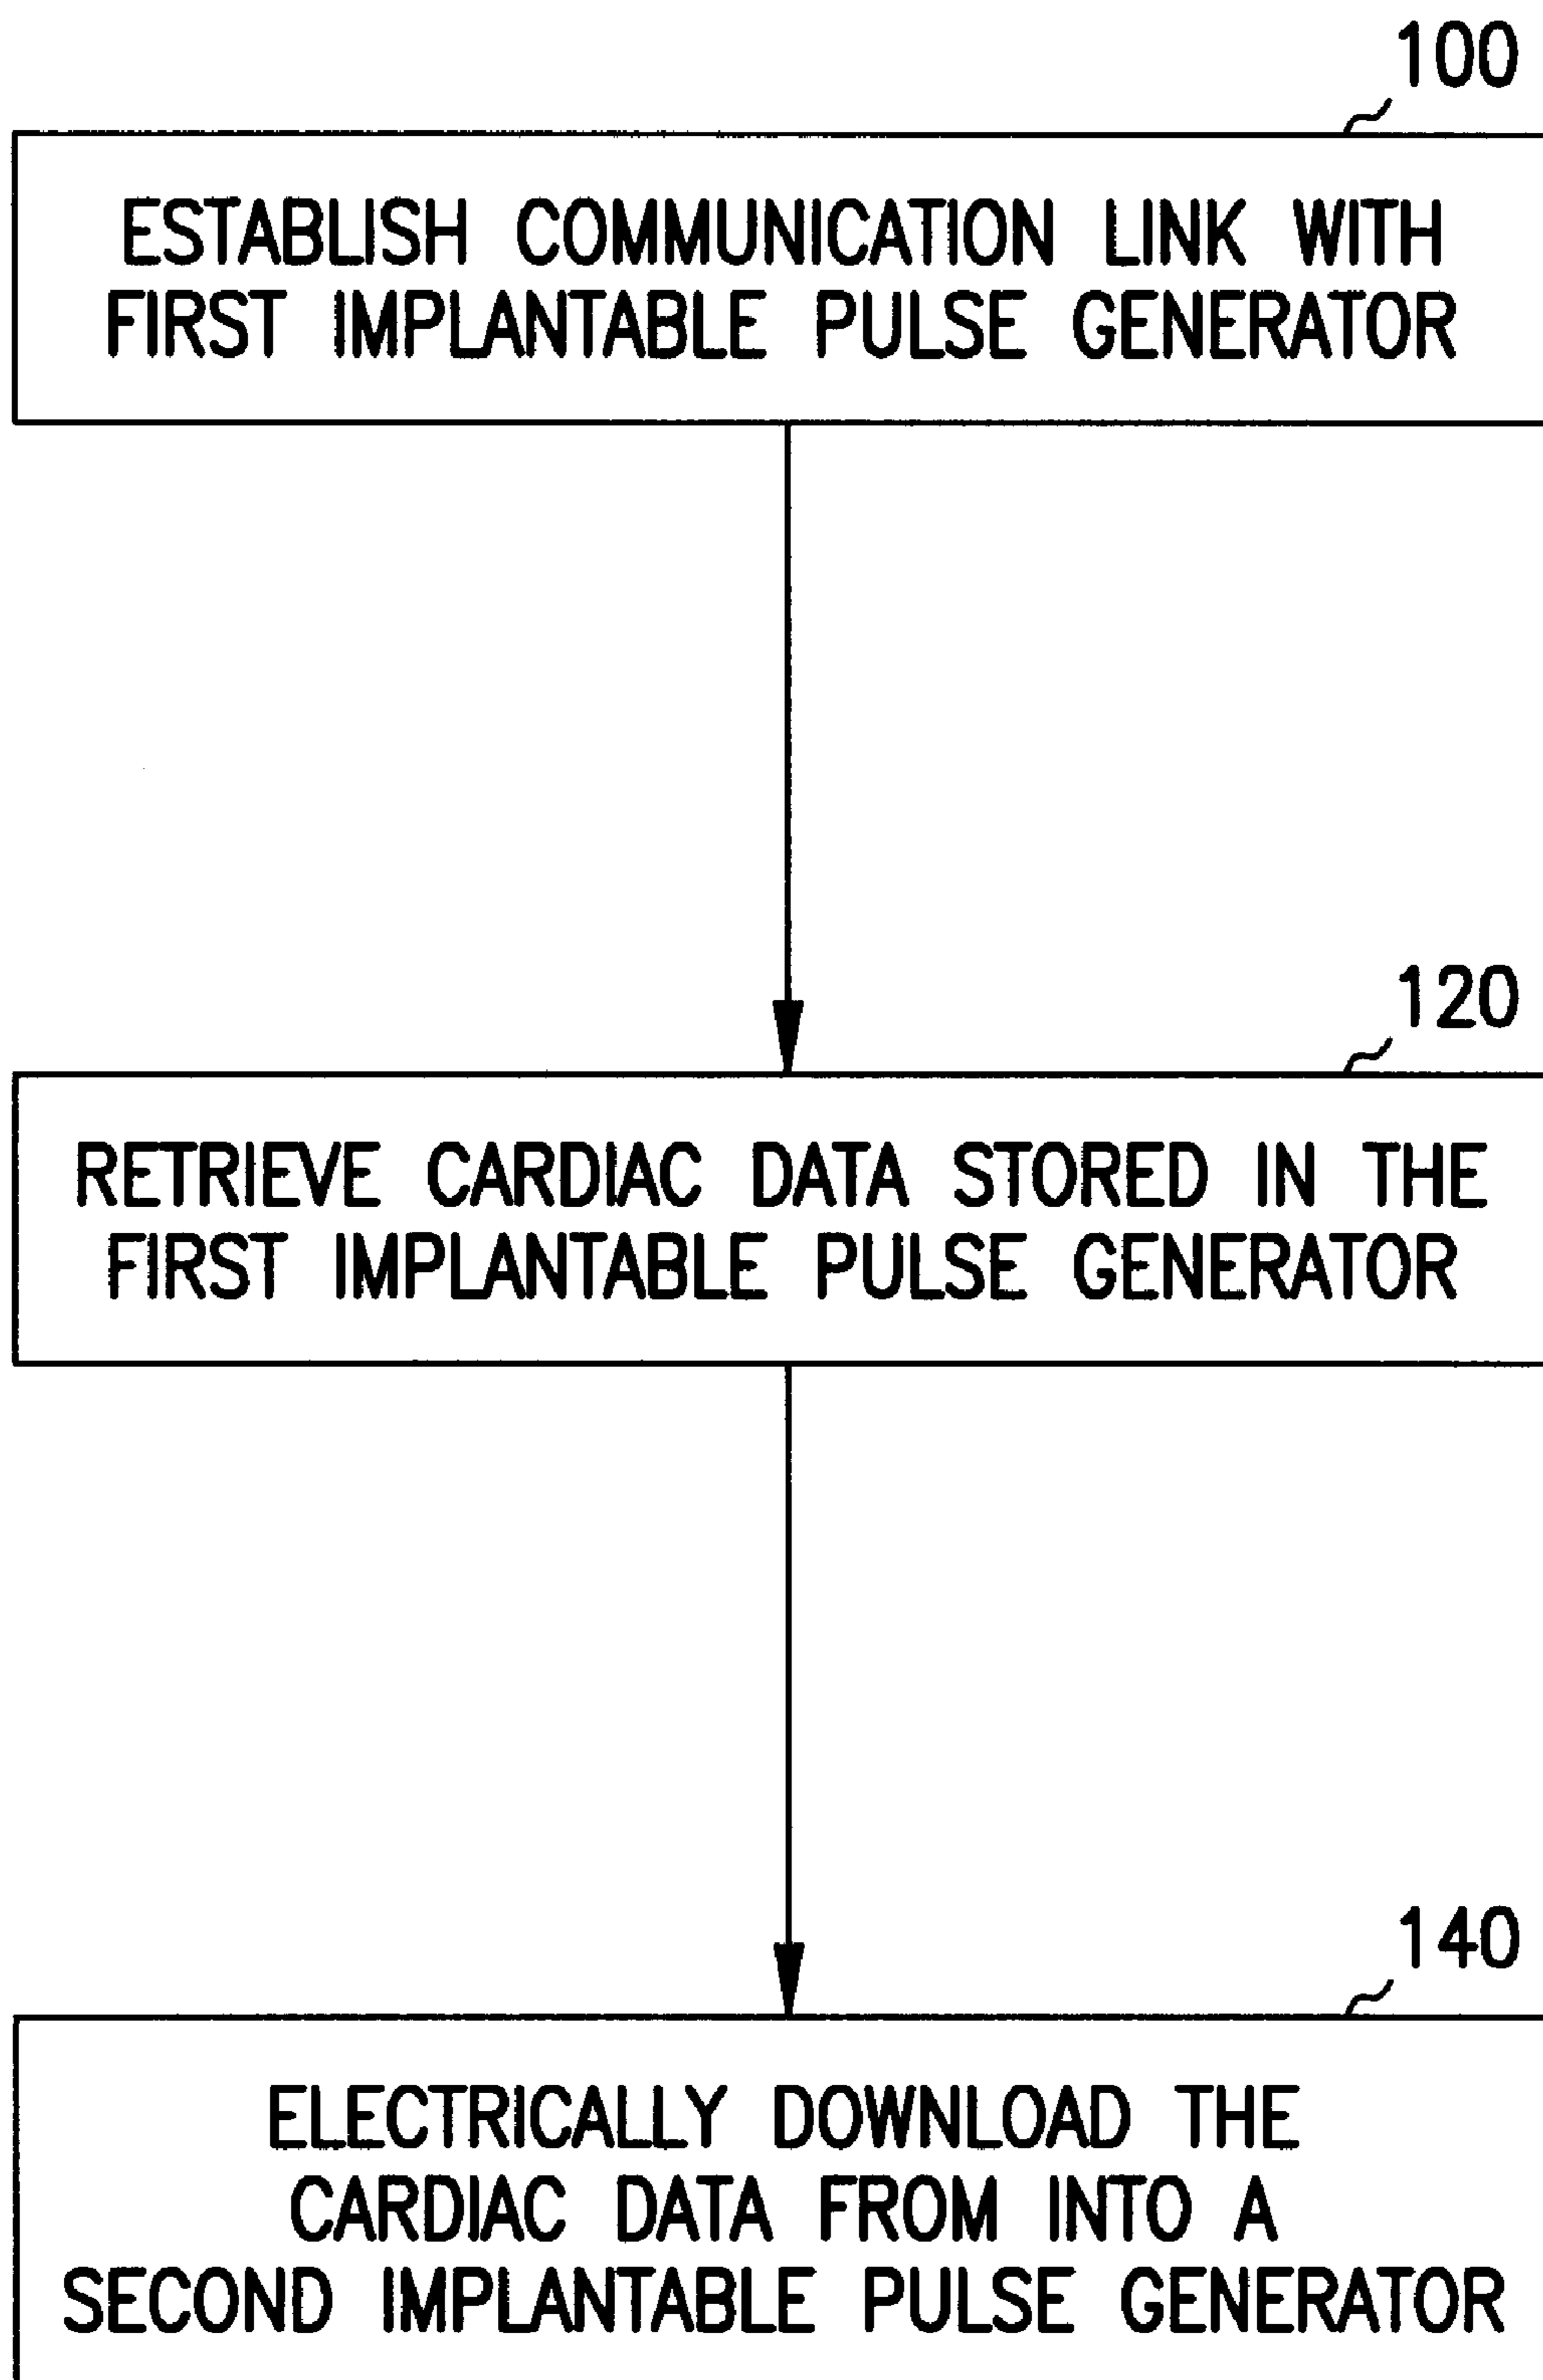 100
ESTABLISH COMMUNICATION LINK WITH
FIRST IMPLANTABLE PULSE GENERATOR
120
RETRIEVE CARDIAC DATA STORED IN THE
FIRST IMPLANTABLE PULSE GENERATOR
140
ELECTRICALLY DOWNLOAD THE
CARDIAC DATA FROM INTO A
SECOND IMPLANTABLE PULSE GENERATOR